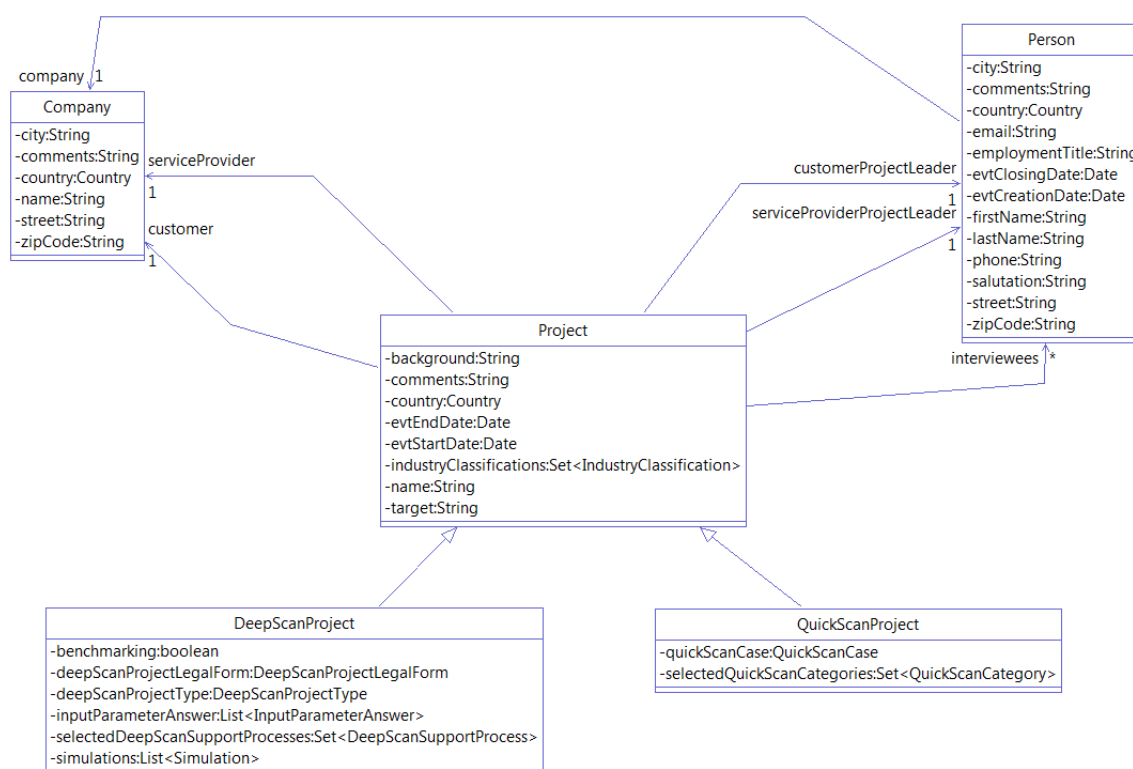 Person
-city:String
-comments:String
-country:Country
-email:String
-employmentTitle:String
-evtClosingDate:Date
-evtCreationDate:Date
-firstName:String
-lastName:String
-phone:String
-salutation:String
-street:String
-zipCode:String
company 1
Company
-city:String
-comments:String
-country:Country
-name:String
-street:String
-zipCode:String
serviceProvider
1
customer
1
customerProjectLeader
1
serviceProviderProjectLeader
1
interviewees *
Project
-background:String
-comments:String
-country:Country
-evtEndDate:Date
-evtStartDate:Date
-industryClassifications:Set<IndustryClassification>
-name:String
-target:String
DeepScanProject
-benchmarking:boolean
-deepScanProjectLegalForm:DeepScanProjectLegalForm
-deepScanProjectType:DeepScanProjectType
-inputParameterAnswer:List<InputParameterAnswer>
-selectedDeepScanSupportProcesses:Set<DeepScanSupportProcess>
-simulations:List<Simulation>
QuickScanProject
-quickScanCase:QuickScanCase
-selectedQuickScanCategories:Set<QuickScanCategory>